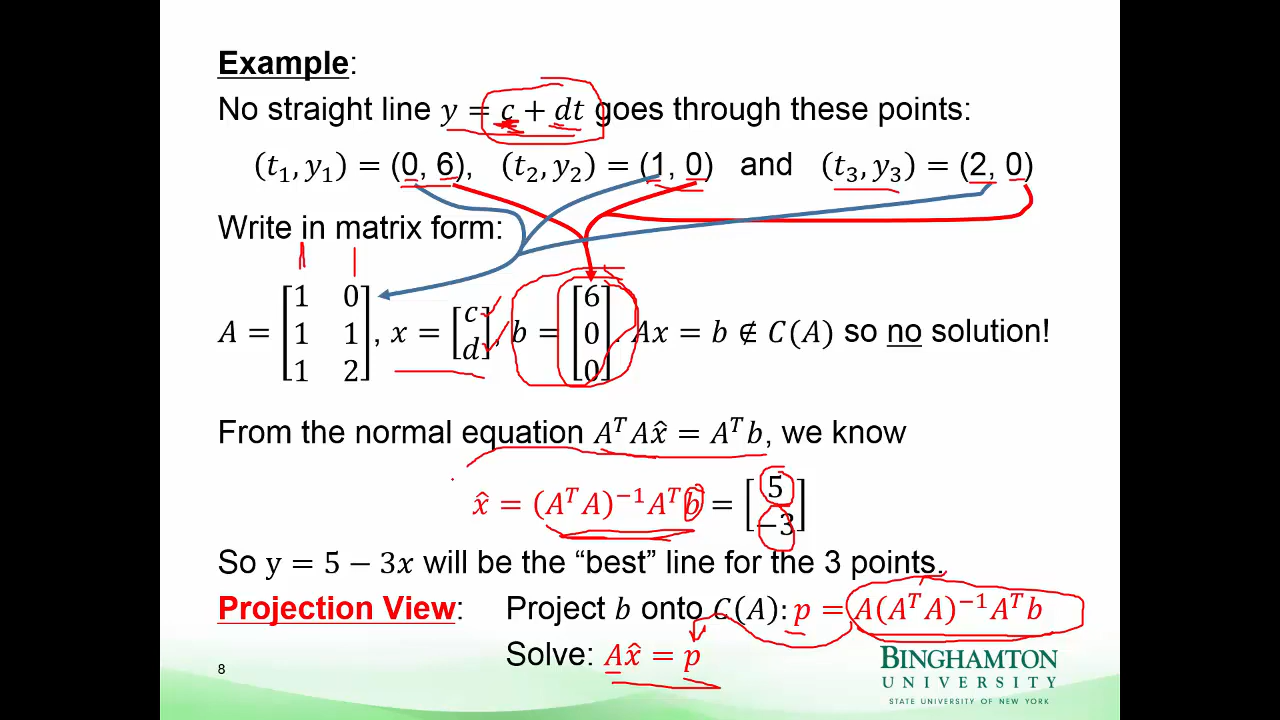 Example:
No straight line y = c + dt goes through these points:
(t₁, y₁) = (0, 6), (t₂, y₂) = (1, 0) and (t₃, y₃) = (2, 0)
Write in matrix form:
A = [1 0; 1 1; 1 2], x = [c; d], b = [6; 0; 0]. Ax = b ∉ C(A) so no solution!
From the normal equation AᵀAx̂ = Aᵀb, we know
x̂ = (AᵀA)⁻¹Aᵀb = [5; −3]
So y = 5 − 3x will be the “best” line for the 3 points.
Projection View: Project b onto C(A): p = A(AᵀA)⁻¹Aᵀb
Solve: Ax̂ = p
8
BINGHAMTON
UNIVERSITY
STATE UNIVERSITY OF NEW YORK